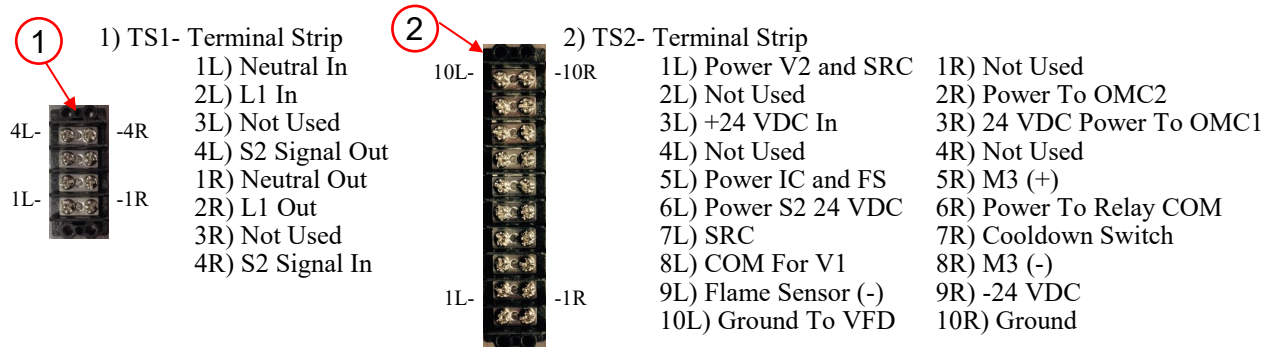 1
1) TS1- Terminal Strip
1L) Neutral In
2L) L1 In
3L) Not Used
4L) S2 Signal Out
1R) Neutral Out
2R) L1 Out
3R) Not Used
4R) S2 Signal In
4L-
-4R
1L-
-1R
2
2) TS2- Terminal Strip
10L-
-10R
1L-
-1R
1L) Power V2 and SRC
2L) Not Used
3L) +24 VDC In
4L) Not Used
5L) Power IC and FS
6L) Power S2 24 VDC
7L) SRC
8L) COM For V1
9L) Flame Sensor (-)
10L) Ground To VFD
1R) Not Used
2R) Power To OMC2
3R) 24 VDC Power To OMC1
4R) Not Used
5R) M3 (+)
6R) Power To Relay COM
7R) Cooldown Switch
8R) M3 (-)
9R) -24 VDC
10R) Ground